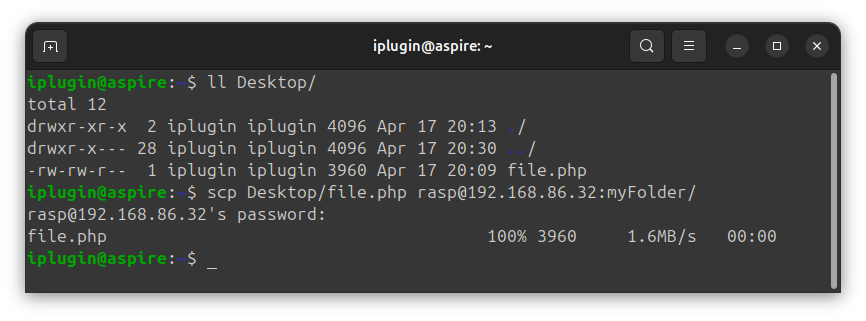 iplugin@aspire: ~
iplugin@aspire:~$ ll Desktop/
total 12
drwxr-xr-x  2 iplugin iplugin 4096 Apr 17 20:13 ./
drwxr-x--- 28 iplugin iplugin 4096 Apr 17 20:30 ../
-rw-rw-r--  1 iplugin iplugin 3960 Apr 17 20:09 file.php
iplugin@aspire:~$ scp Desktop/file.php rasp@192.168.86.32:myFolder/
rasp@192.168.86.32's password:
file.php                                    100% 3960     1.6MB/s   00:00
iplugin@aspire:~$ _